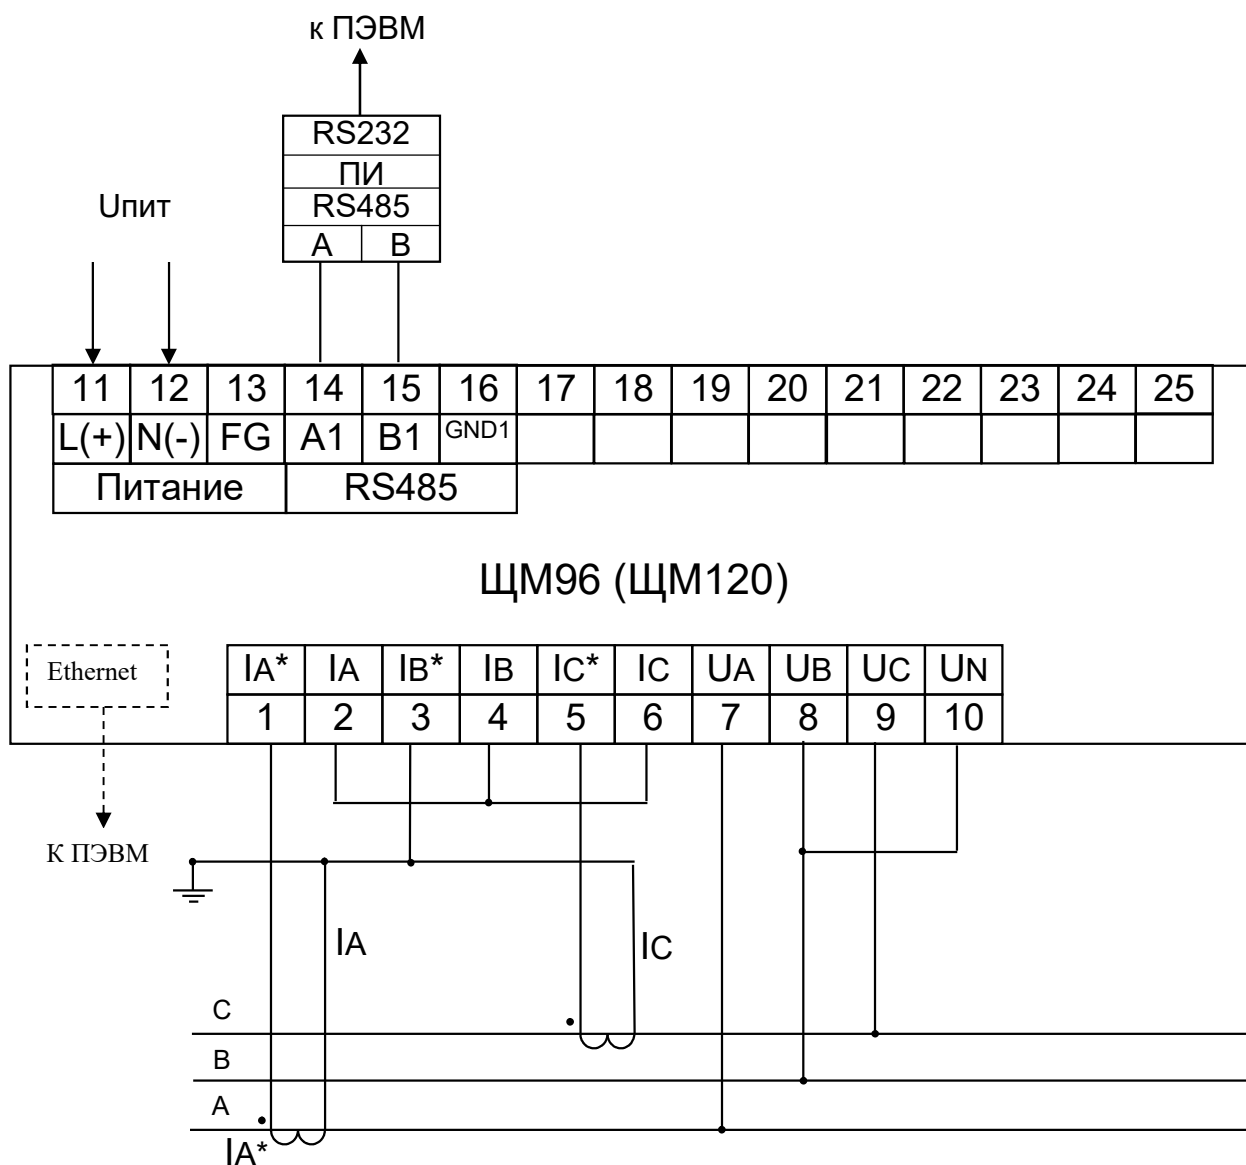 к ПЭВМ
RS232
ПИ
RS485
A B
Uпит
11 12 13 14 15 16 17 18 19 20 21 22 23 24 25
L(+) N(-) FG A1 B1 GND1
Питание RS485
ЩМ96 (ЩМ120)
Ethernet
IA* IA IB* IB IC* IC UA UB UC UN
1 2 3 4 5 6 7 8 9 10
К ПЭВМ
IA IC
C
B
A
IA*